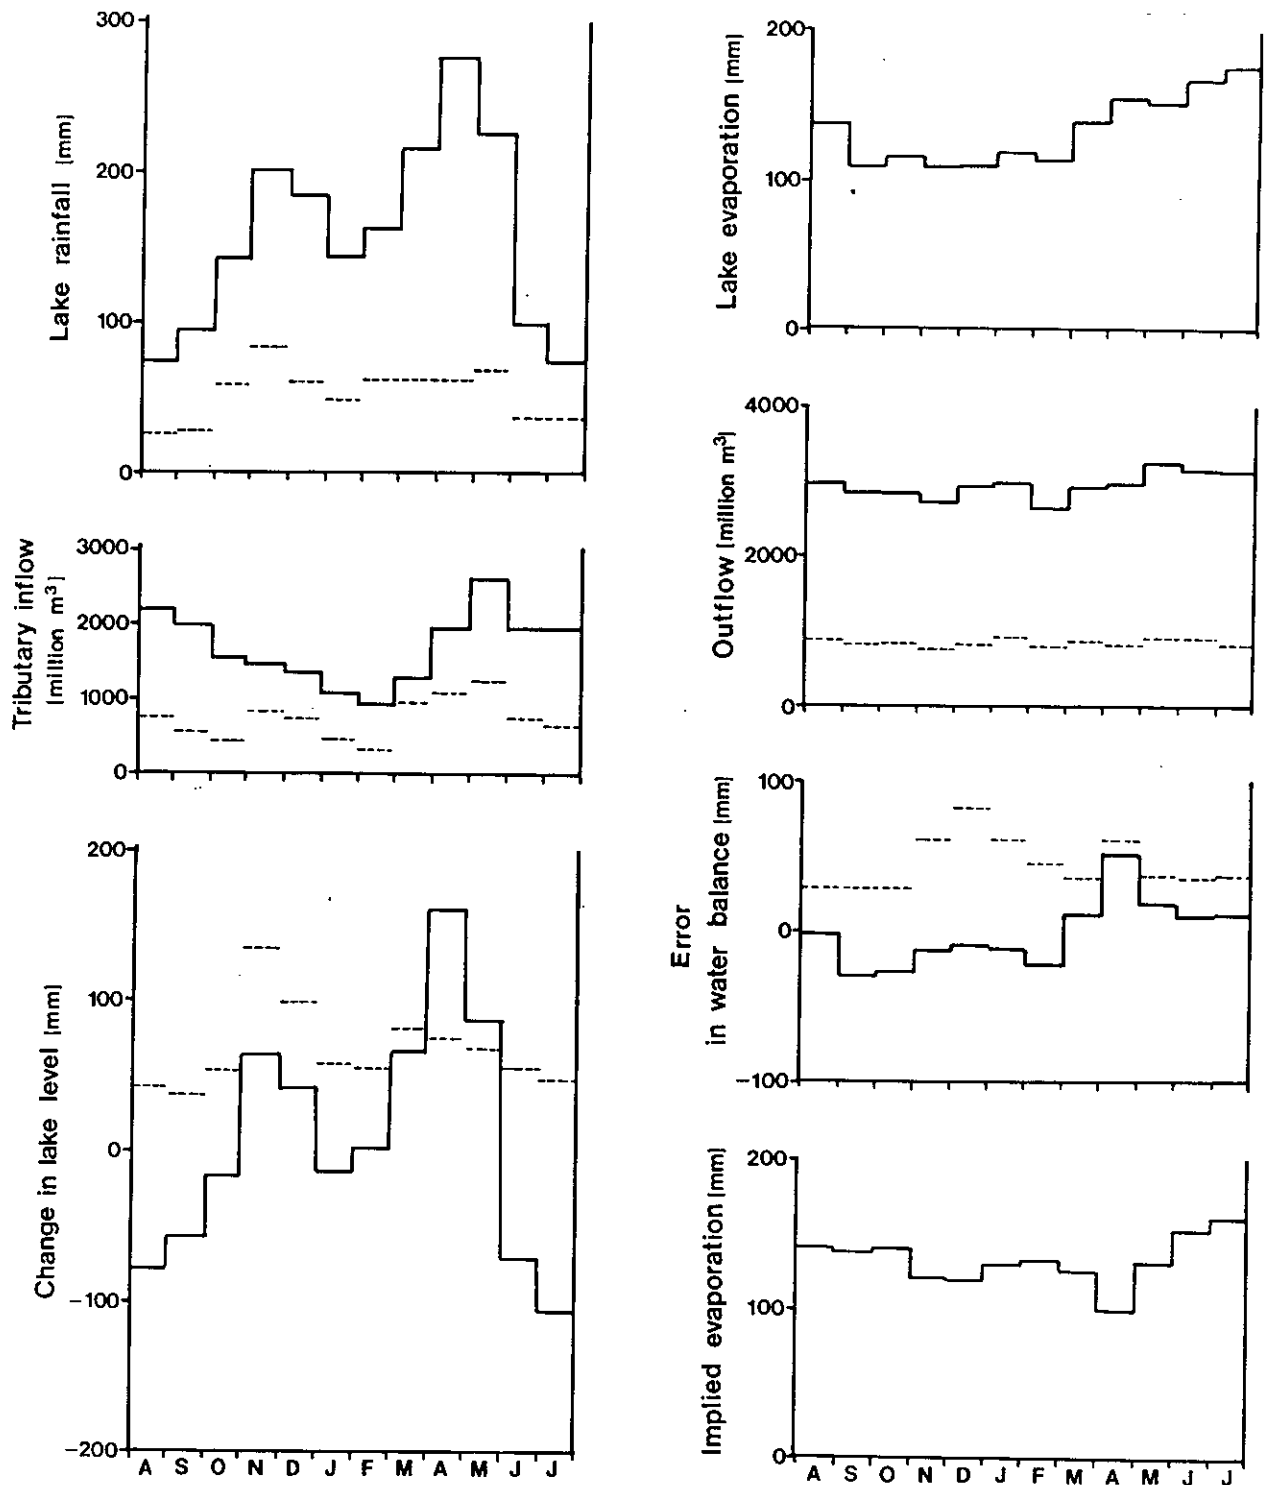 300
200
100
0
Lake rainfall [mm]
3000
2000
1000
0
Tributary inflow
[million m³]
200
100
0
-100
-200
Change in lake level [mm]
A S O N D J F M A M J J
200
100
0
Lake evaporation [mm]
4000
2000
0
Outflow [million m³]
100
0
-100
Error
in water balance [mm]
200
100
0
Implied evaporation [mm]
A S O N D J F M A M J J